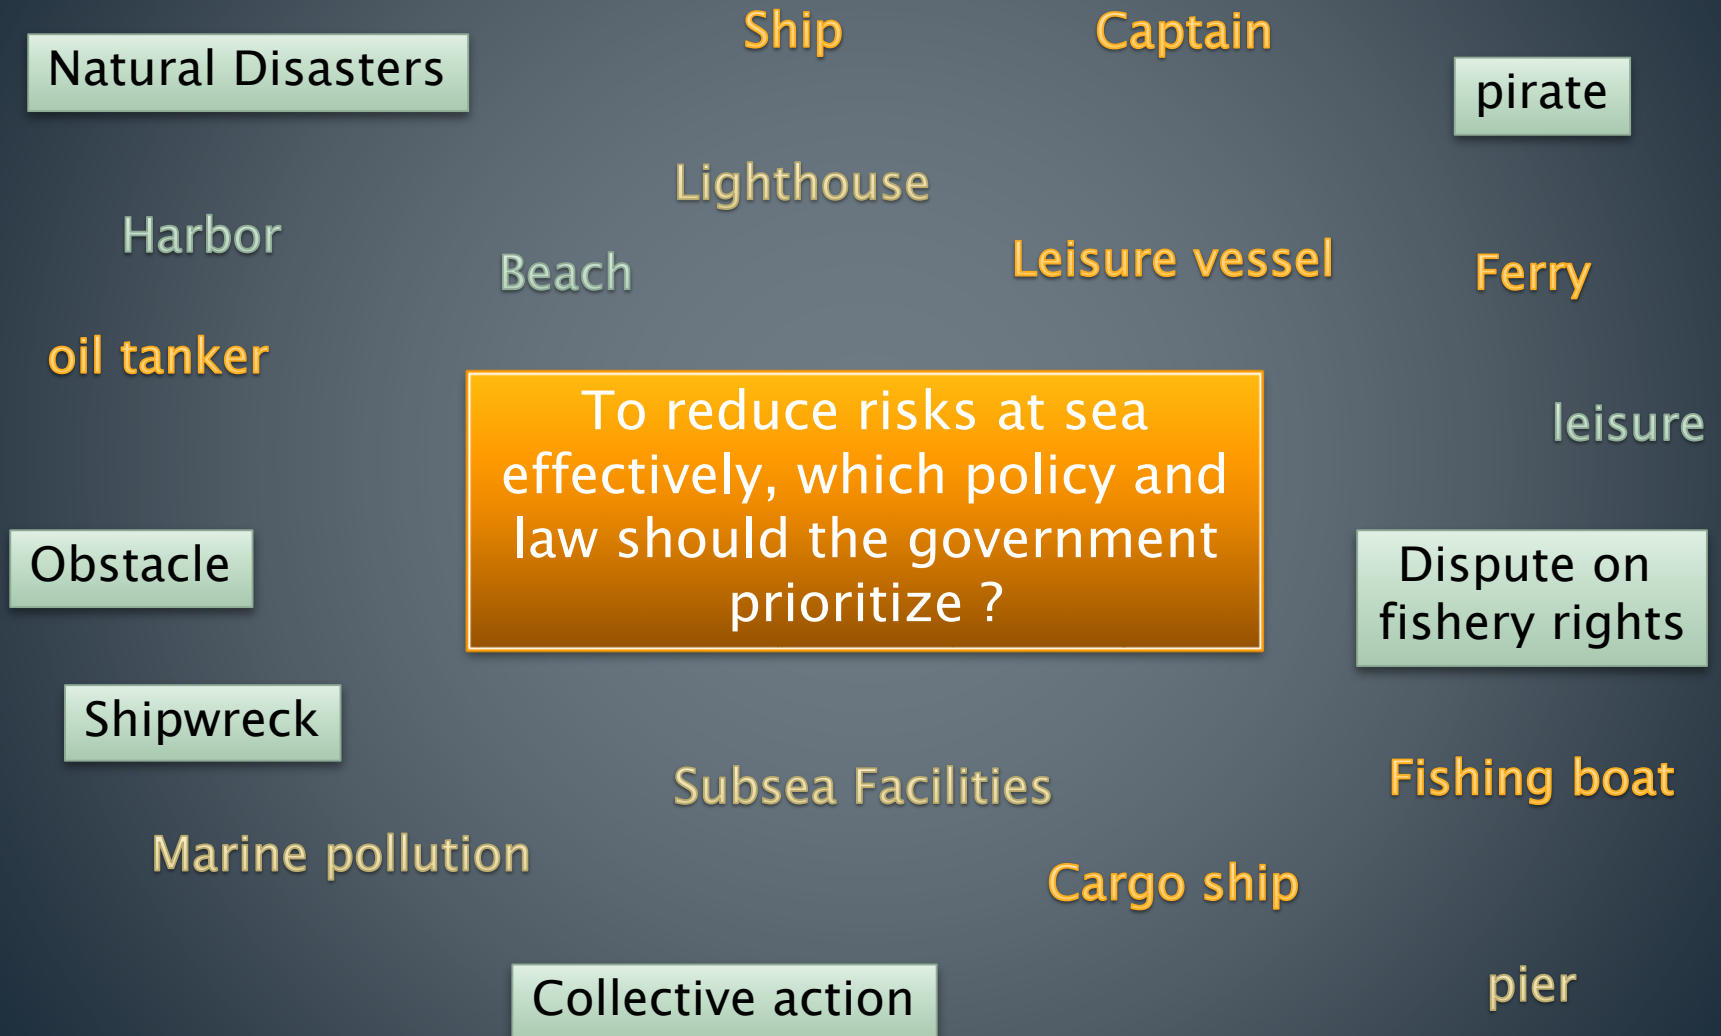 Ship
Captain
Natural Disasters
pirate
Lighthouse
Harbor
Beach
Leisure vessel
Ferry
oil tanker
To reduce risks at sea
effectively, which policy and
law should the government
prioritize ?
leisure
Obstacle
Dispute on
fishery rights
Shipwreck
Subsea Facilities
Fishing boat
Marine pollution
Cargo ship
Collective action
pier